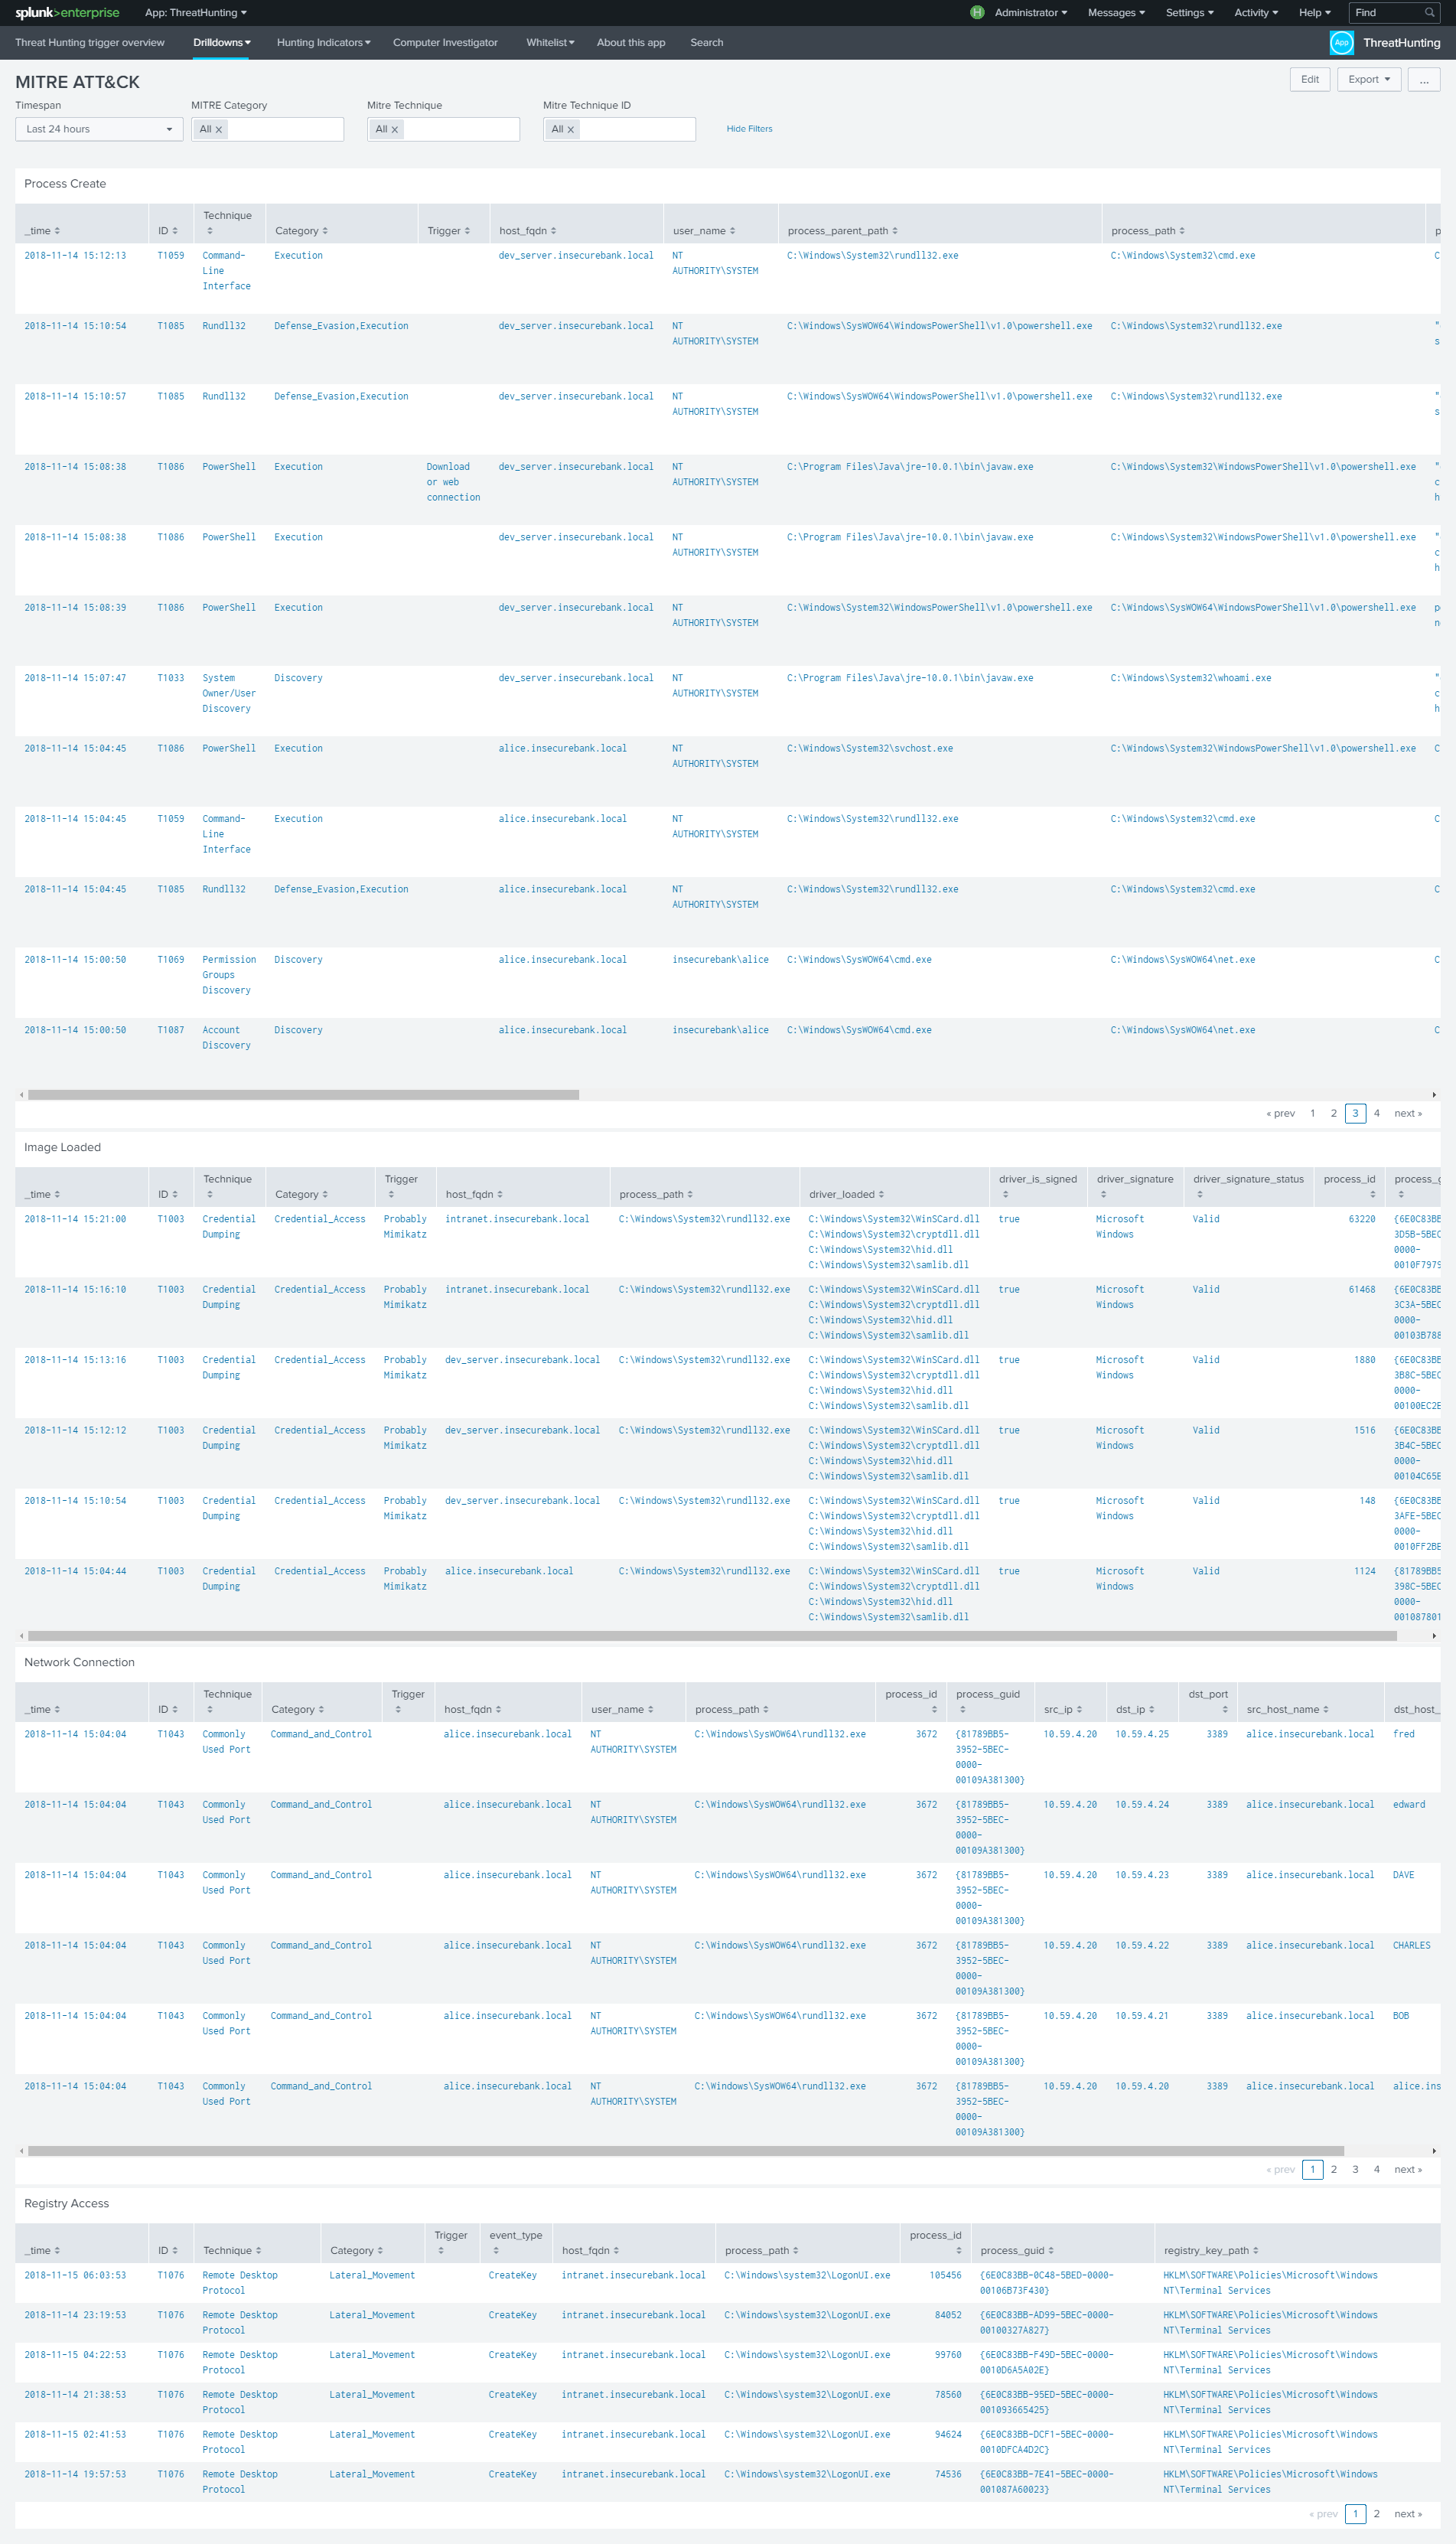 splunk>enterprise App: ThreatHunting Administrator Messages Settings Activity Help Find
Threat Hunting trigger overview Drilldowns Hunting Indicators Computer Investigator Whitelist About this app Search App ThreatHunting
MITRE ATT&CK Edit Export ...
Timespan MITRE Category Mitre Technique Mitre Technique ID
Last 24 hours All × All × All × Hide Filters
Process Create
_time ID Technique Category Trigger host_fqdn user_name process_parent_path process_path p
2018-11-14 15:12:13 T1059 Command- Execution dev_server.insecurebank.local NT C:\Windows\System32\rundll32.exe C:\Windows\System32\cmd.exe C
Line AUTHORITY\SYSTEM
Interface
2018-11-14 15:10:54 T1085 Rundll32 Defense_Evasion,Execution dev_server.insecurebank.local NT C:\Windows\SysWOW64\WindowsPowerShell\v1.0\powershell.exe C:\Windows\System32\rundll32.exe "
AUTHORITY\SYSTEM s
2018-11-14 15:10:57 T1085 Rundll32 Defense_Evasion,Execution dev_server.insecurebank.local NT C:\Windows\SysWOW64\WindowsPowerShell\v1.0\powershell.exe C:\Windows\System32\rundll32.exe "
AUTHORITY\SYSTEM s
2018-11-14 15:08:38 T1086 PowerShell Execution Download dev_server.insecurebank.local NT C:\Program Files\Java\jre-10.0.1\bin\javaw.exe C:\Windows\System32\WindowsPowerShell\v1.0\powershell.exe "
or web AUTHORITY\SYSTEM c
connection h
2018-11-14 15:08:38 T1086 PowerShell Execution dev_server.insecurebank.local NT C:\Program Files\Java\jre-10.0.1\bin\javaw.exe C:\Windows\System32\WindowsPowerShell\v1.0\powershell.exe "
AUTHORITY\SYSTEM c
h
2018-11-14 15:08:39 T1086 PowerShell Execution dev_server.insecurebank.local NT C:\Windows\System32\WindowsPowerShell\v1.0\powershell.exe C:\Windows\SysWOW64\WindowsPowerShell\v1.0\powershell.exe
AUTHORITY\SYSTEM
2018-11-14 15:07:47 T1033 System Discovery dev_server.insecurebank.local NT C:\Program Files\Java\jre-10.0.1\bin\javaw.exe C:\Windows\System32\whoami.exe "
Owner/User AUTHORITY\SYSTEM c
Discovery h
2018-11-14 15:04:45 T1086 PowerShell Execution alice.insecurebank.local NT C:\Windows\System32\svchost.exe C:\Windows\System32\WindowsPowerShell\v1.0\powershell.exe C
AUTHORITY\SYSTEM
2018-11-14 15:04:45 T1059 Command- Execution alice.insecurebank.local NT C:\Windows\System32\rundll32.exe C:\Windows\System32\cmd.exe C
Line AUTHORITY\SYSTEM
Interface
2018-11-14 15:04:45 T1085 Rundll32 Defense_Evasion,Execution alice.insecurebank.local NT C:\Windows\System32\rundll32.exe C:\Windows\System32\cmd.exe C
AUTHORITY\SYSTEM
2018-11-14 15:00:50 T1069 Permission Discovery alice.insecurebank.local insecurebank\alice C:\Windows\SysWOW64\cmd.exe C:\Windows\SysWOW64\net.exe C
Groups
Discovery
2018-11-14 15:00:50 T1087 Account Discovery alice.insecurebank.local insecurebank\alice C:\Windows\SysWOW64\cmd.exe C:\Windows\SysWOW64\net.exe C
Discovery
« prev 1 2 3 4 next »
Image Loaded
_time ID Technique Category Trigger host_fqdn process_path driver_loaded driver_is_signed driver_signature driver_signature_status process_id process_g
2018-11-14 15:21:00 T1003 Credential Credential_Access Probably intranet.insecurebank.local C:\Windows\System32\rundll32.exe C:\Windows\System32\WinSCard.dll true Microsoft Valid 63220 {6E0C83BB
Dumping Mimikatz C:\Windows\System32\cryptdll.dll Windows 3D5B-5BEC
C:\Windows\System32\hid.dll 0000-
C:\Windows\System32\samlib.dll 0010F7979
2018-11-14 15:16:10 T1003 Credential Credential_Access Probably intranet.insecurebank.local C:\Windows\System32\rundll32.exe C:\Windows\System32\WinSCard.dll true Microsoft Valid 61468 {6E0C83BB
Dumping Mimikatz C:\Windows\System32\cryptdll.dll Windows 3C3A-5BEC
C:\Windows\System32\hid.dll 0000-
C:\Windows\System32\samlib.dll 00103B788
2018-11-14 15:13:16 T1003 Credential Credential_Access Probably dev_server.insecurebank.local C:\Windows\System32\rundll32.exe C:\Windows\System32\WinSCard.dll true Microsoft Valid 1880 {6E0C83BB
Dumping Mimikatz C:\Windows\System32\cryptdll.dll Windows 3B8C-5BEC
C:\Windows\System32\hid.dll 0000-
C:\Windows\System32\samlib.dll 00100EC2E
2018-11-14 15:12:12 T1003 Credential Credential_Access Probably dev_server.insecurebank.local C:\Windows\System32\rundll32.exe C:\Windows\System32\WinSCard.dll true Microsoft Valid 1516 {6E0C83BB
Dumping Mimikatz C:\Windows\System32\cryptdll.dll Windows 3B4C-5BEC
C:\Windows\System32\hid.dll 0000-
C:\Windows\System32\samlib.dll 00104C65E
2018-11-14 15:10:54 T1003 Credential Credential_Access Probably dev_server.insecurebank.local C:\Windows\System32\rundll32.exe C:\Windows\System32\WinSCard.dll true Microsoft Valid 148 {6E0C83BB
Dumping Mimikatz C:\Windows\System32\cryptdll.dll Windows 3AFE-5BEC
C:\Windows\System32\hid.dll 0000-
C:\Windows\System32\samlib.dll 0010FF2BE
2018-11-14 15:04:44 T1003 Credential Credential_Access Probably alice.insecurebank.local C:\Windows\System32\rundll32.exe C:\Windows\System32\WinSCard.dll true Microsoft Valid 1124 {81789BB5
Dumping Mimikatz C:\Windows\System32\cryptdll.dll Windows 398C-5BEC
C:\Windows\System32\hid.dll 0000-
C:\Windows\System32\samlib.dll 001087801
Network Connection
_time ID Technique Category Trigger host_fqdn user_name process_path process_id process_guid src_ip dst_ip dst_port src_host_name dst_host_
2018-11-14 15:04:04 T1043 Commonly Command_and_Control alice.insecurebank.local NT C:\Windows\SysWOW64\rundll32.exe 3672 {81789BB5- 10.59.4.20 10.59.4.25 3389 alice.insecurebank.local fred
Used Port AUTHORITY\SYSTEM 3952-5BEC-
0000-
00109A381300}
2018-11-14 15:04:04 T1043 Commonly Command_and_Control alice.insecurebank.local NT C:\Windows\SysWOW64\rundll32.exe 3672 {81789BB5- 10.59.4.20 10.59.4.24 3389 alice.insecurebank.local edward
Used Port AUTHORITY\SYSTEM 3952-5BEC-
0000-
00109A381300}
2018-11-14 15:04:04 T1043 Commonly Command_and_Control alice.insecurebank.local NT C:\Windows\SysWOW64\rundll32.exe 3672 {81789BB5- 10.59.4.20 10.59.4.23 3389 alice.insecurebank.local DAVE
Used Port AUTHORITY\SYSTEM 3952-5BEC-
0000-
00109A381300}
2018-11-14 15:04:04 T1043 Commonly Command_and_Control alice.insecurebank.local NT C:\Windows\SysWOW64\rundll32.exe 3672 {81789BB5- 10.59.4.20 10.59.4.22 3389 alice.insecurebank.local CHARLES
Used Port AUTHORITY\SYSTEM 3952-5BEC-
0000-
00109A381300}
2018-11-14 15:04:04 T1043 Commonly Command_and_Control alice.insecurebank.local NT C:\Windows\SysWOW64\rundll32.exe 3672 {81789BB5- 10.59.4.20 10.59.4.21 3389 alice.insecurebank.local BOB
Used Port AUTHORITY\SYSTEM 3952-5BEC-
0000-
00109A381300}
2018-11-14 15:04:04 T1043 Commonly Command_and_Control alice.insecurebank.local NT C:\Windows\SysWOW64\rundll32.exe 3672 {81789BB5- 10.59.4.20 10.59.4.20 3389 alice.insecurebank.local alice.ins
Used Port AUTHORITY\SYSTEM 3952-5BEC-
0000-
00109A381300}
« prev 1 2 3 4 next »
Registry Access
_time ID Technique Category Trigger event_type host_fqdn process_path process_id process_guid registry_key_path
2018-11-15 06:03:53 T1076 Remote Desktop Lateral_Movement CreateKey intranet.insecurebank.local C:\Windows\system32\LogonUI.exe 105456 {6E0C83BB-0C48-5BED-0000- HKLM\SOFTWARE\Policies\Microsoft\Windows
Protocol 00106B73F430} NT\Terminal Services
2018-11-14 23:19:53 T1076 Remote Desktop Lateral_Movement CreateKey intranet.insecurebank.local C:\Windows\system32\LogonUI.exe 84052 {6E0C83BB-AD99-5BEC-0000- HKLM\SOFTWARE\Policies\Microsoft\Windows
Protocol 00100327A827} NT\Terminal Services
2018-11-15 04:22:53 T1076 Remote Desktop Lateral_Movement CreateKey intranet.insecurebank.local C:\Windows\system32\LogonUI.exe 99760 {6E0C83BB-F49D-5BEC-0000- HKLM\SOFTWARE\Policies\Microsoft\Windows
Protocol 0010D6A5A02E} NT\Terminal Services
2018-11-14 21:38:53 T1076 Remote Desktop Lateral_Movement CreateKey intranet.insecurebank.local C:\Windows\system32\LogonUI.exe 78560 {6E0C83BB-95ED-5BEC-0000- HKLM\SOFTWARE\Policies\Microsoft\Windows
Protocol 001093665425} NT\Terminal Services
2018-11-15 02:41:53 T1076 Remote Desktop Lateral_Movement CreateKey intranet.insecurebank.local C:\Windows\system32\LogonUI.exe 94624 {6E0C83BB-DCF1-5BEC-0000- HKLM\SOFTWARE\Policies\Microsoft\Windows
Protocol 0010DFCA4D2C} NT\Terminal Services
2018-11-14 19:57:53 T1076 Remote Desktop Lateral_Movement CreateKey intranet.insecurebank.local C:\Windows\system32\LogonUI.exe 74536 {6E0C83BB-7E41-5BEC-0000- HKLM\SOFTWARE\Policies\Microsoft\Windows
Protocol 001087A60023} NT\Terminal Services
« prev 1 2 next »